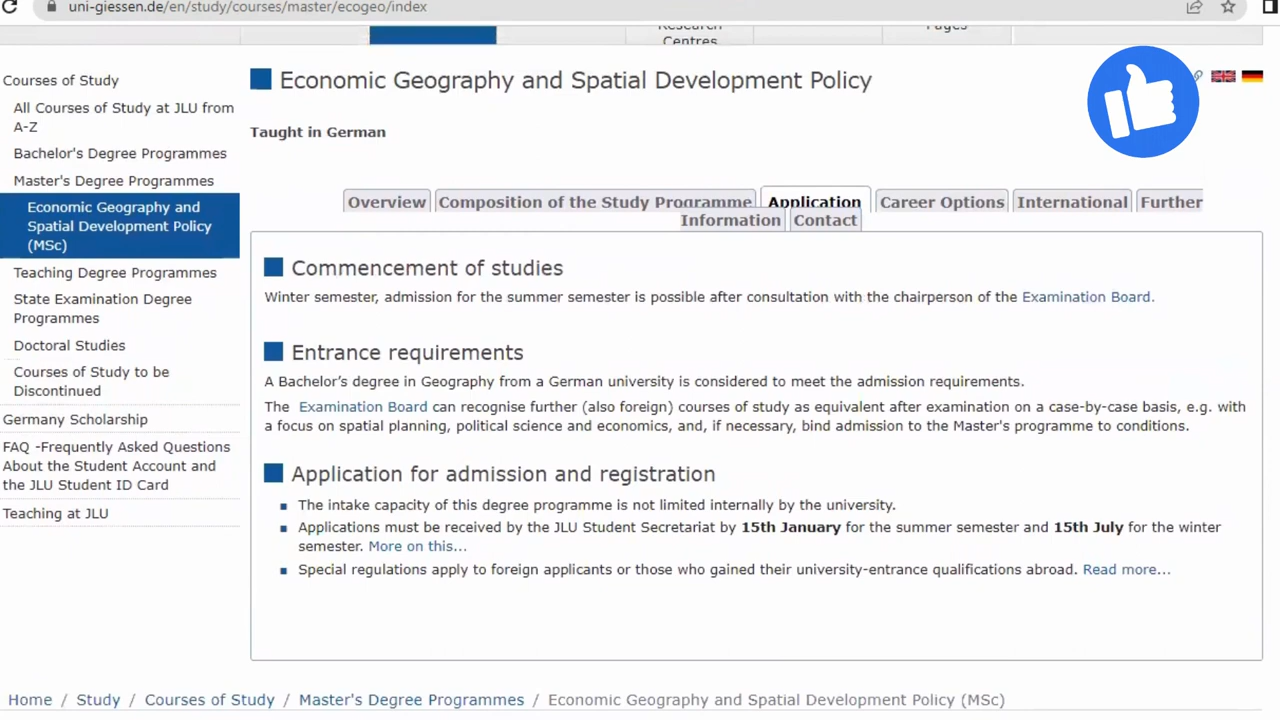 uni-giessen.de/en/study/courses/master/ecogeo/index
Research
Centres
Pages
Courses of Study
All Courses of Study at JLU from
A-Z
Bachelor's Degree Programmes
Master's Degree Programmes
Economic Geography and
Spatial Development Policy
(MSc)
Teaching Degree Programmes
State Examination Degree
Programmes
Doctoral Studies
Courses of Study to be
Discontinued
Germany Scholarship
FAQ -Frequently Asked Questions
About the Student Account and
the JLU Student ID Card
Teaching at JLU
Economic Geography and Spatial Development Policy
Taught in German
Overview Composition of the Study Programme Application Career Options International Further
Information Contact
Commencement of studies
Winter semester, admission for the summer semester is possible after consultation with the chairperson of the Examination Board.
Entrance requirements
A Bachelor’s degree in Geography from a German university is considered to meet the admission requirements.
The Examination Board can recognise further (also foreign) courses of study as equivalent after examination on a case-by-case basis, e.g. with
a focus on spatial planning, political science and economics, and, if necessary, bind admission to the Master's programme to conditions.
Application for admission and registration
The intake capacity of this degree programme is not limited internally by the university.
Applications must be received by the JLU Student Secretariat by 15th January for the summer semester and 15th July for the winter
semester. More on this...
Special regulations apply to foreign applicants or those who gained their university-entrance qualifications abroad. Read more...
Home / Study / Courses of Study / Master's Degree Programmes / Economic Geography and Spatial Development Policy (MSc)